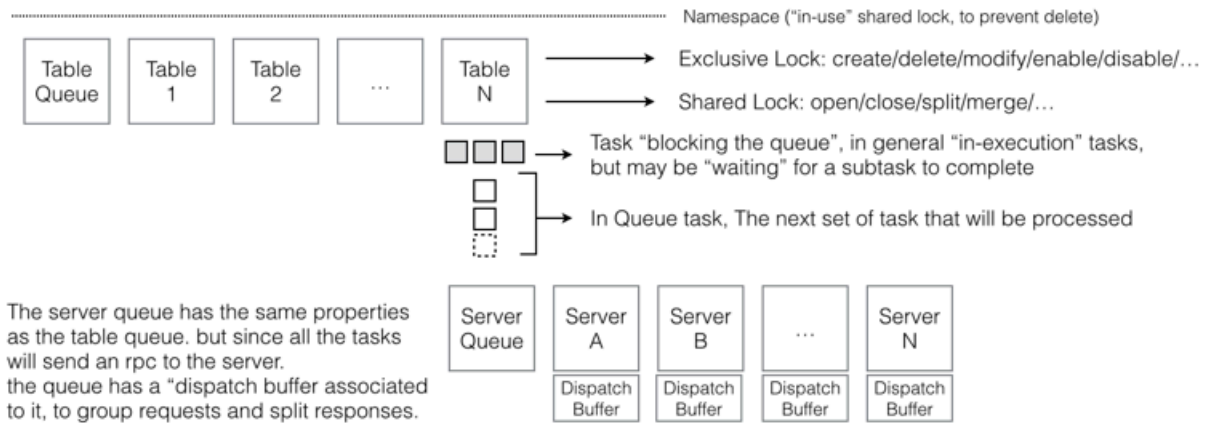 Namespace (“in-use” shared lock, to prevent delete)
Table
Queue
Table
1
Table
2
...
Table
N
Exclusive Lock: create/delete/modify/enable/disable/...
Shared Lock: open/close/split/merge/...
Task “blocking the queue”, in general “in-execution” tasks,
but may be “waiting” for a subtask to complete
In Queue task, The next set of task that will be processed
The server queue has the same properties
as the table queue. but since all the tasks
will send an rpc to the server.
the queue has a “dispatch buffer associated
to it, to group requests and split responses.
Server
Queue
Server
A
Server
B
...
Server
N
Dispatch
Buffer
Dispatch
Buffer
Dispatch
Buffer
Dispatch
Buffer